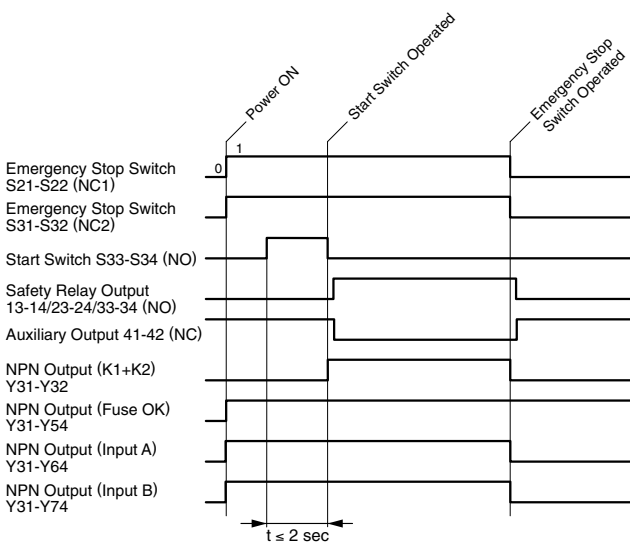 Power ON
Start Switch Operated
Emergency Stop
Switch Operated
1
0
Emergency Stop Switch
S21-S22 (NC1)
Emergency Stop Switch
S31-S32 (NC2)
Start Switch S33-S34 (NO)
Safety Relay Output
13-14/23-24/33-34 (NO)
Auxiliary Output 41-42 (NC)
NPN Output (K1+K2)
Y31-Y32
NPN Output (Fuse OK)
Y31-Y54
NPN Output (Input A)
Y31-Y64
NPN Output (Input B)
Y31-Y74
t ≤ 2 sec